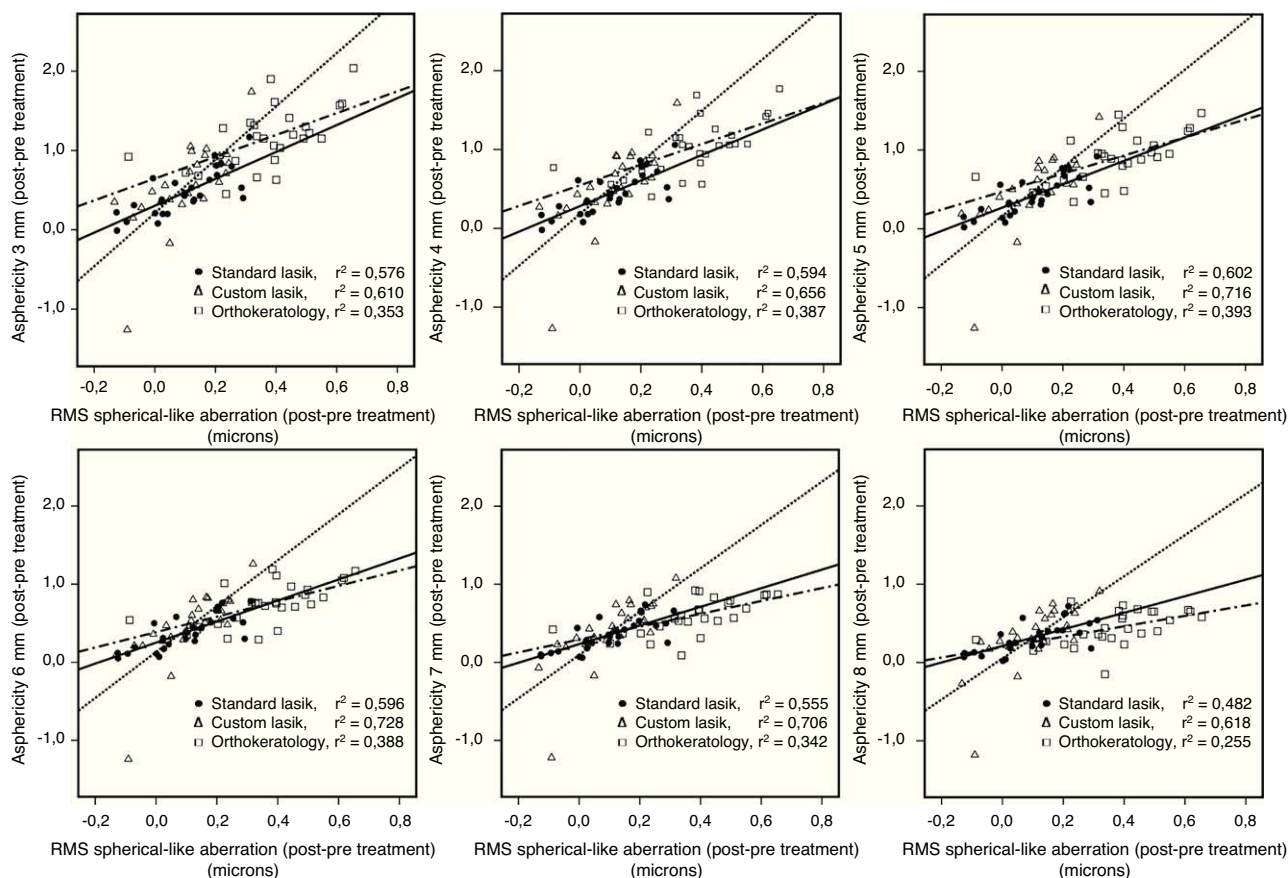 Asphericity 3 mm (post-pre treatment)
2,0
1,0
0,0
-1,0
Standard lasik, r² = 0,576
Custom lasik, r² = 0,610
Orthokeratology, r² = 0,353
-0,2 0,0 0,2 0,4 0,6 0,8
RMS spherical-like aberration (post-pre treatment)
(microns)
Asphericity 4 mm (post-pre treatment)
2,0
1,0
0,0
-1,0
Standard lasik, r² = 0,594
Custom lasik, r² = 0,656
Orthokeratology, r² = 0,387
-0,2 0,0 0,2 0,4 0,6 0,8
RMS spherical-like aberration (post-pre treatment)
(microns)
Asphericity 5 mm (post-pre treatment)
2,0
1,0
0,0
-1,0
Standard lasik, r² = 0,602
Custom lasik, r² = 0,716
Orthokeratology, r² = 0,393
-0,2 0,0 0,2 0,4 0,6 0,8
RMS spherical-like aberration (post-pre treatment)
(microns)
Asphericity 6 mm (post-pre treatment)
2,0
1,0
0,0
-1,0
Standard lasik, r² = 0,596
Custom lasik, r² = 0,728
Orthokeratology, r² = 0,388
-0,2 0,0 0,2 0,4 0,6 0,8
RMS spherical-like aberration (post-pre treatment)
(microns)
Asphericity 7 mm (post-pre treatment)
2,0
1,0
0,0
-1,0
Standard lasik, r² = 0,555
Custom lasik, r² = 0,706
Orthokeratology, r² = 0,342
-0,2 0,0 0,2 0,4 0,6 0,8
RMS spherical-like aberration (post-pre treatment)
(microns)
Asphericity 8 mm (post-pre treatment)
2,0
1,0
0,0
-1,0
Standard lasik, r² = 0,482
Custom lasik, r² = 0,618
Orthokeratology, r² = 0,255
-0,2 0,0 0,2 0,4 0,6 0,8
RMS spherical-like aberration (post-pre treatment)
(microns)